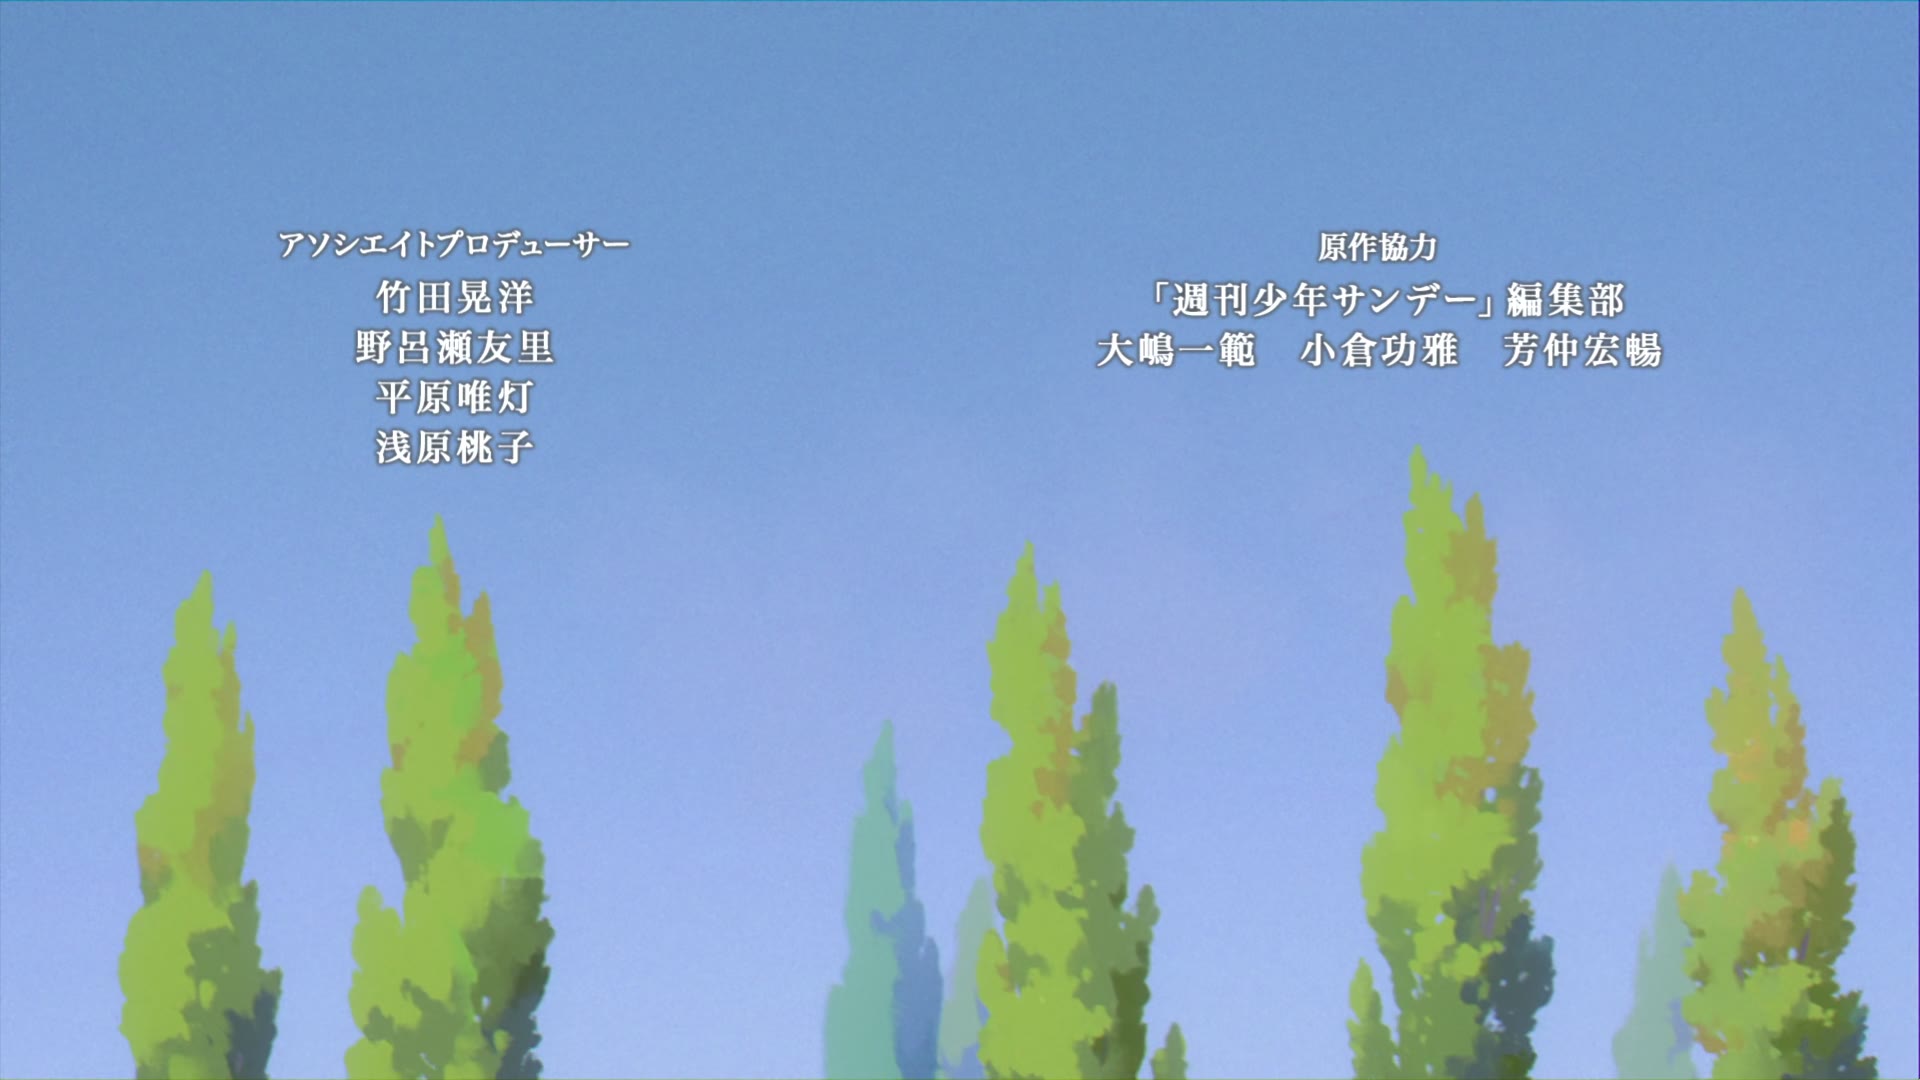 アソシエイトプロデューサー
竹田晃洋
野呂瀬友里
平原唯灯
浅原桃子
原作協力
「週刊少年サンデー」編集部
大嶋一範　小倉功雅　芳仲宏暢